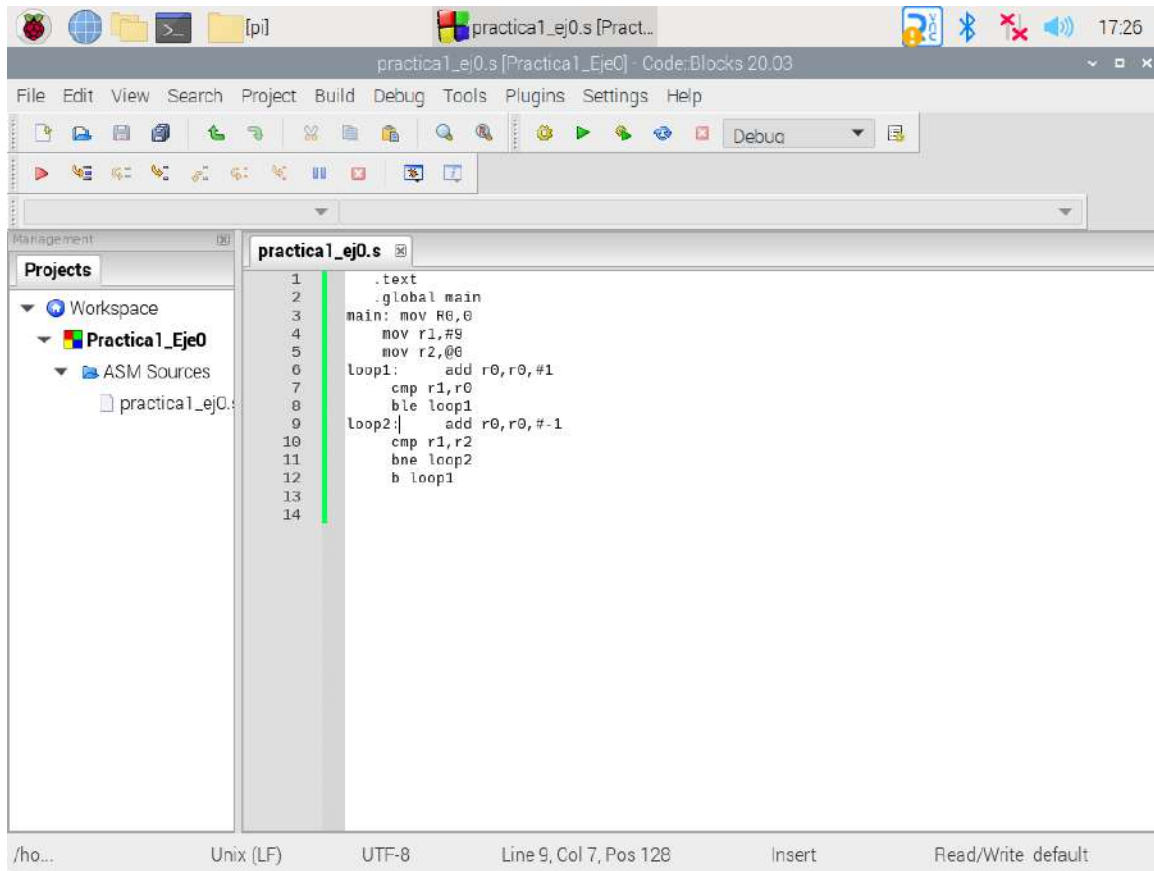 [pi]
practica1_ej0.s [Pract...
17:26
practica1_ej0.s [Practica1_Eje0] - Code::Blocks 20.03
File Edit View Search Project Build Debug Tools Plugins Settings Help
Debug
Management
practica1_ej0.s
Projects
Workspace
Practica1_Eje0
ASM Sources
practica1_ej0.s
1 .text
2 .global main
3 main: mov R0,0
4 mov r1,#9
5 mov r2,@0
6 loop1: add r0,r0,#1
7 cmp r1,r0
8 ble loop1
9 loop2: add r0,r0,#-1
10 cmp r1,r2
11 bne loop2
12 b loop1
13
14
/ho... Unix (LF) UTF-8 Line 9, Col 7, Pos 128 Insert Read/Write default